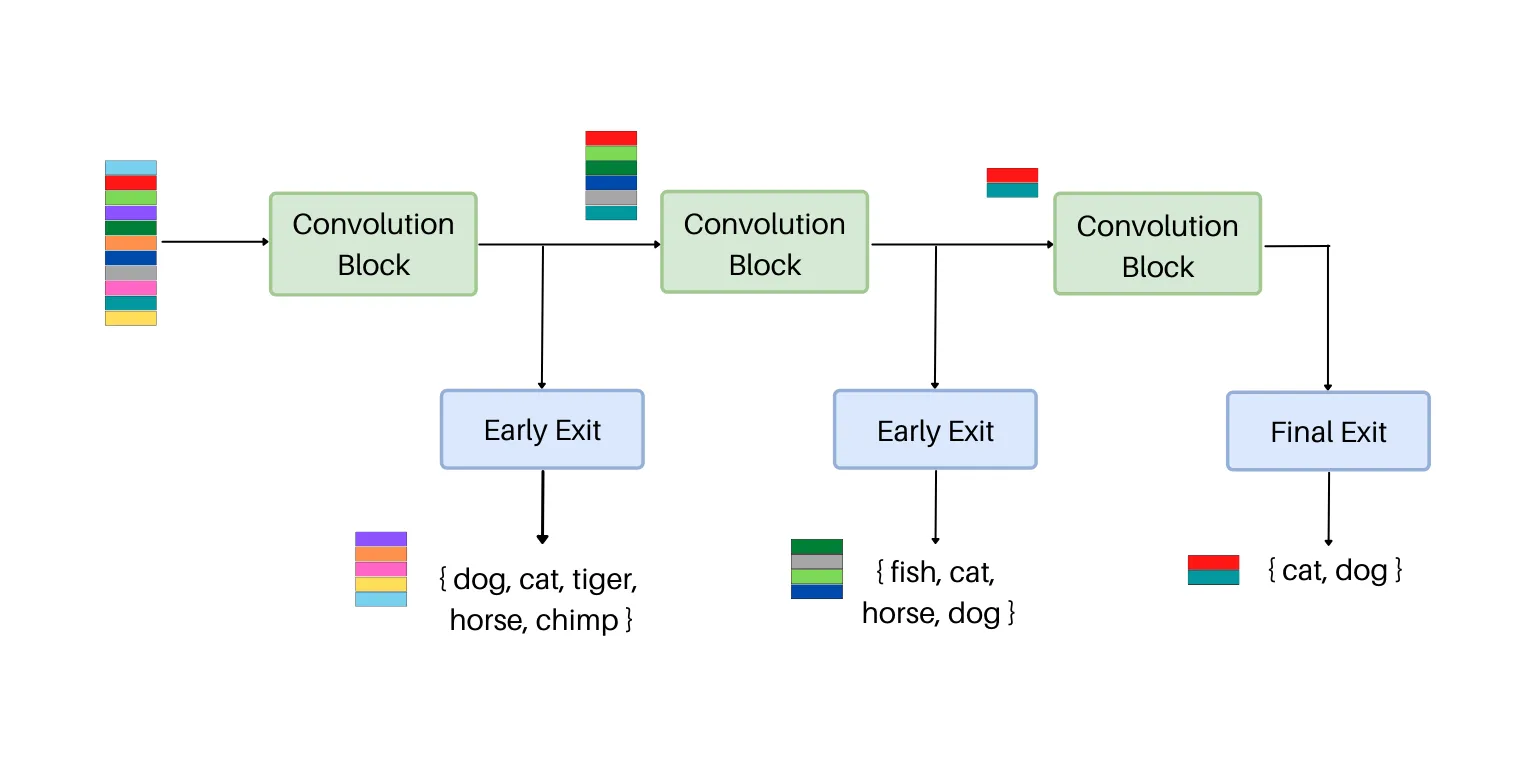 Convolution
Block
Convolution
Block
Convolution
Block
Early Exit
Early Exit
Final Exit
{ dog, cat, tiger,
horse, chimp }
{ fish, cat,
horse, dog }
{ cat, dog }